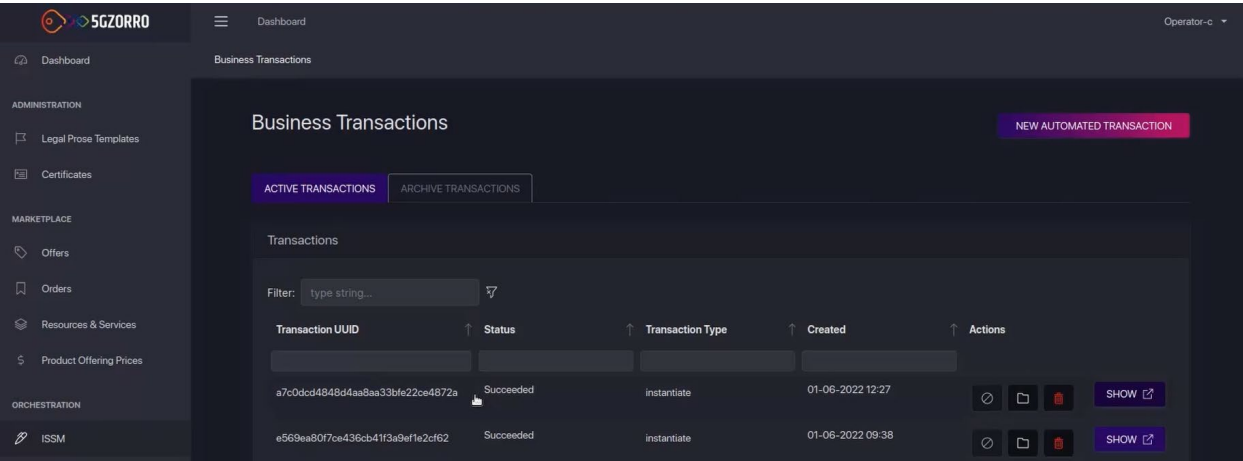 5GZORRO
Dashboard
Operator-c
Dashboard
Business Transactions
ADMINISTRATION
Legal Prose Templates
Certificates
MARKETPLACE
Offers
Orders
Resources & Services
Product Offering Prices
ORCHESTRATION
ISSM
Business Transactions
NEW AUTOMATED TRANSACTION
ACTIVE TRANSACTIONS ARCHIVE TRANSACTIONS
Transactions
Filter: type string...
Transaction UUID Status Transaction Type Created Actions
a7c0dcd4848d4aa8aa33bfe22ce4872a Succeeded instantiate 01-06-2022 12:27 SHOW
e569ea80f7ce436cb41f3a9ef1e2cf62 Succeeded instantiate 01-06-2022 09:38 SHOW